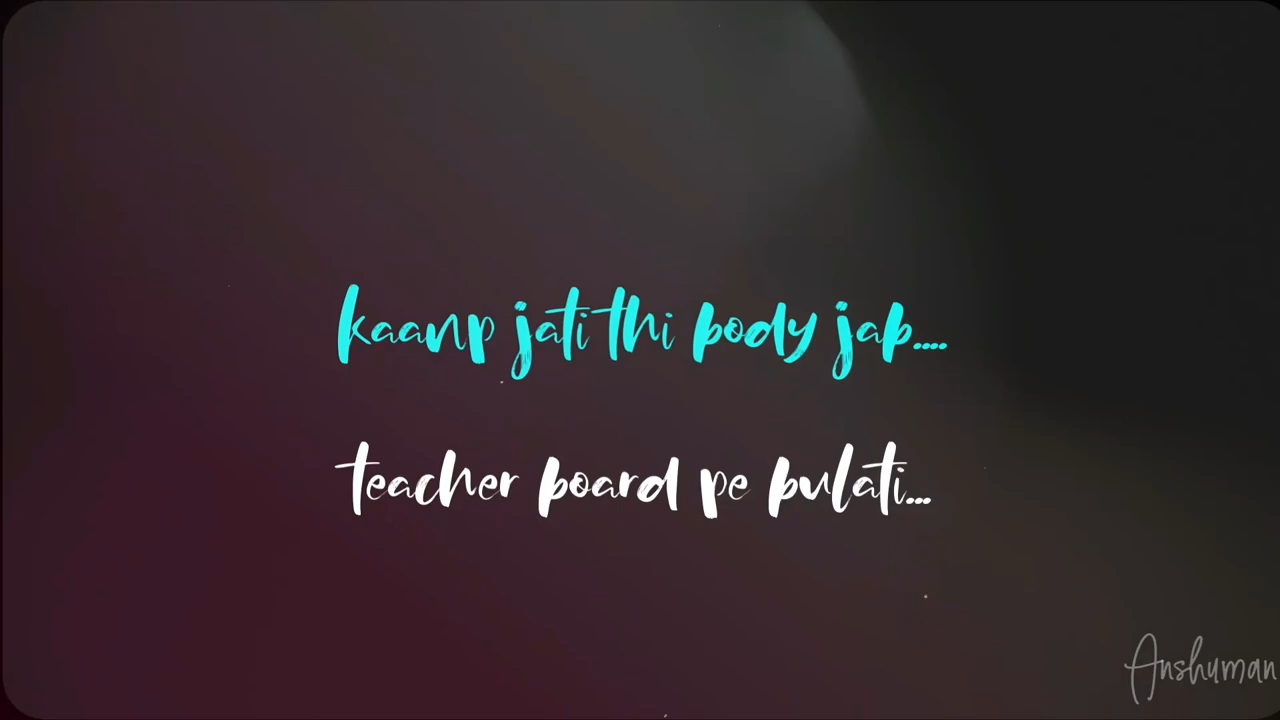 kaanp jati thi body jab....
teacher board pe bulati...
Anshuman